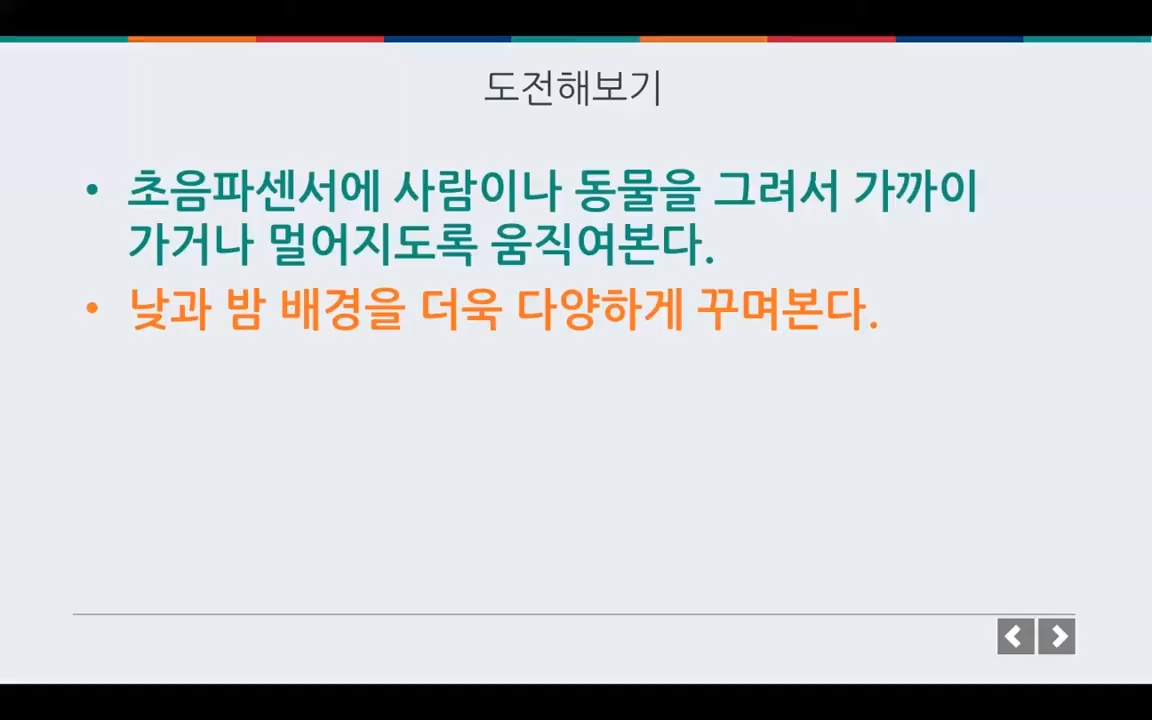 도전해보기
• 초음파센서에 사람이나 동물을 그려서 가까이
가거나 멀어지도록 움직여본다.
• 낮과 밤 배경을 더욱 다양하게 꾸며본다.